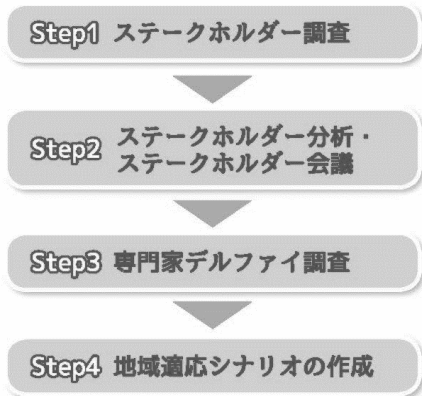 Step1 ステークホルダー調査
Step2 ステークホルダー分析・
ステークホルダー会議
Step3 専門家デルファイ調査
Step4 地域適応シナリオの作成